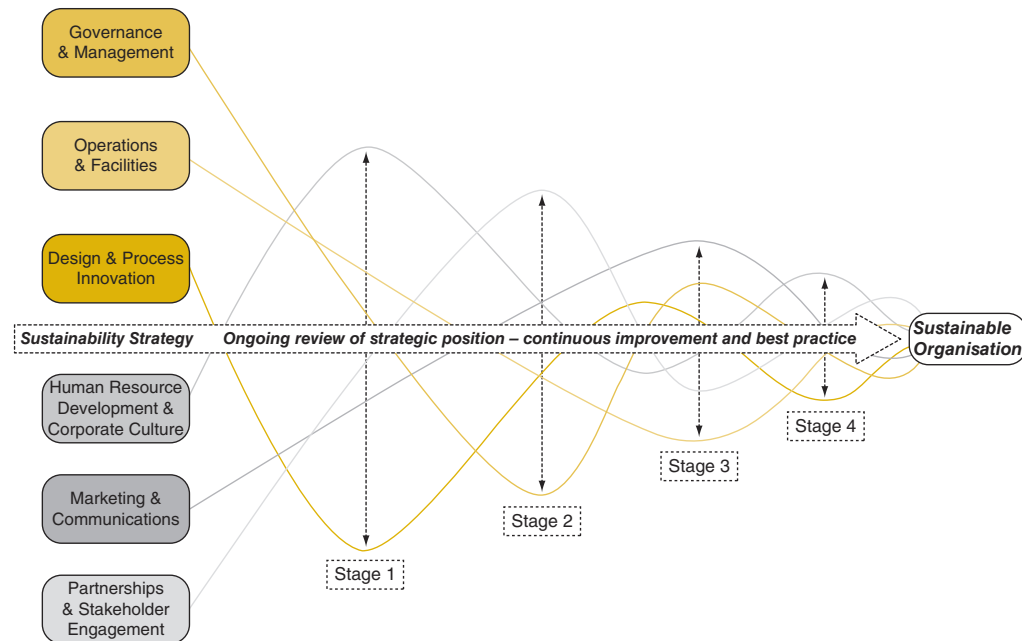 Governance
& Management
Operations
& Facilities
Design & Process
Innovation
Sustainability Strategy
Ongoing review of strategic position – continuous improvement and best practice
Sustainable
Organisation
Human Resource
Development &
Corporate Culture
Marketing &
Communications
Partnerships
& Stakeholder
Engagement
Stage 1
Stage 2
Stage 3
Stage 4